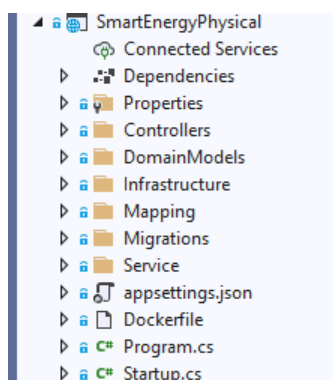 SmartEnergyPhysical
Connected Services
Dependencies
Properties
Controllers
DomainModels
Infrastructure
Mapping
Migrations
Service
appsettings.json
Dockerfile
C# Program.cs
C# Startup.cs